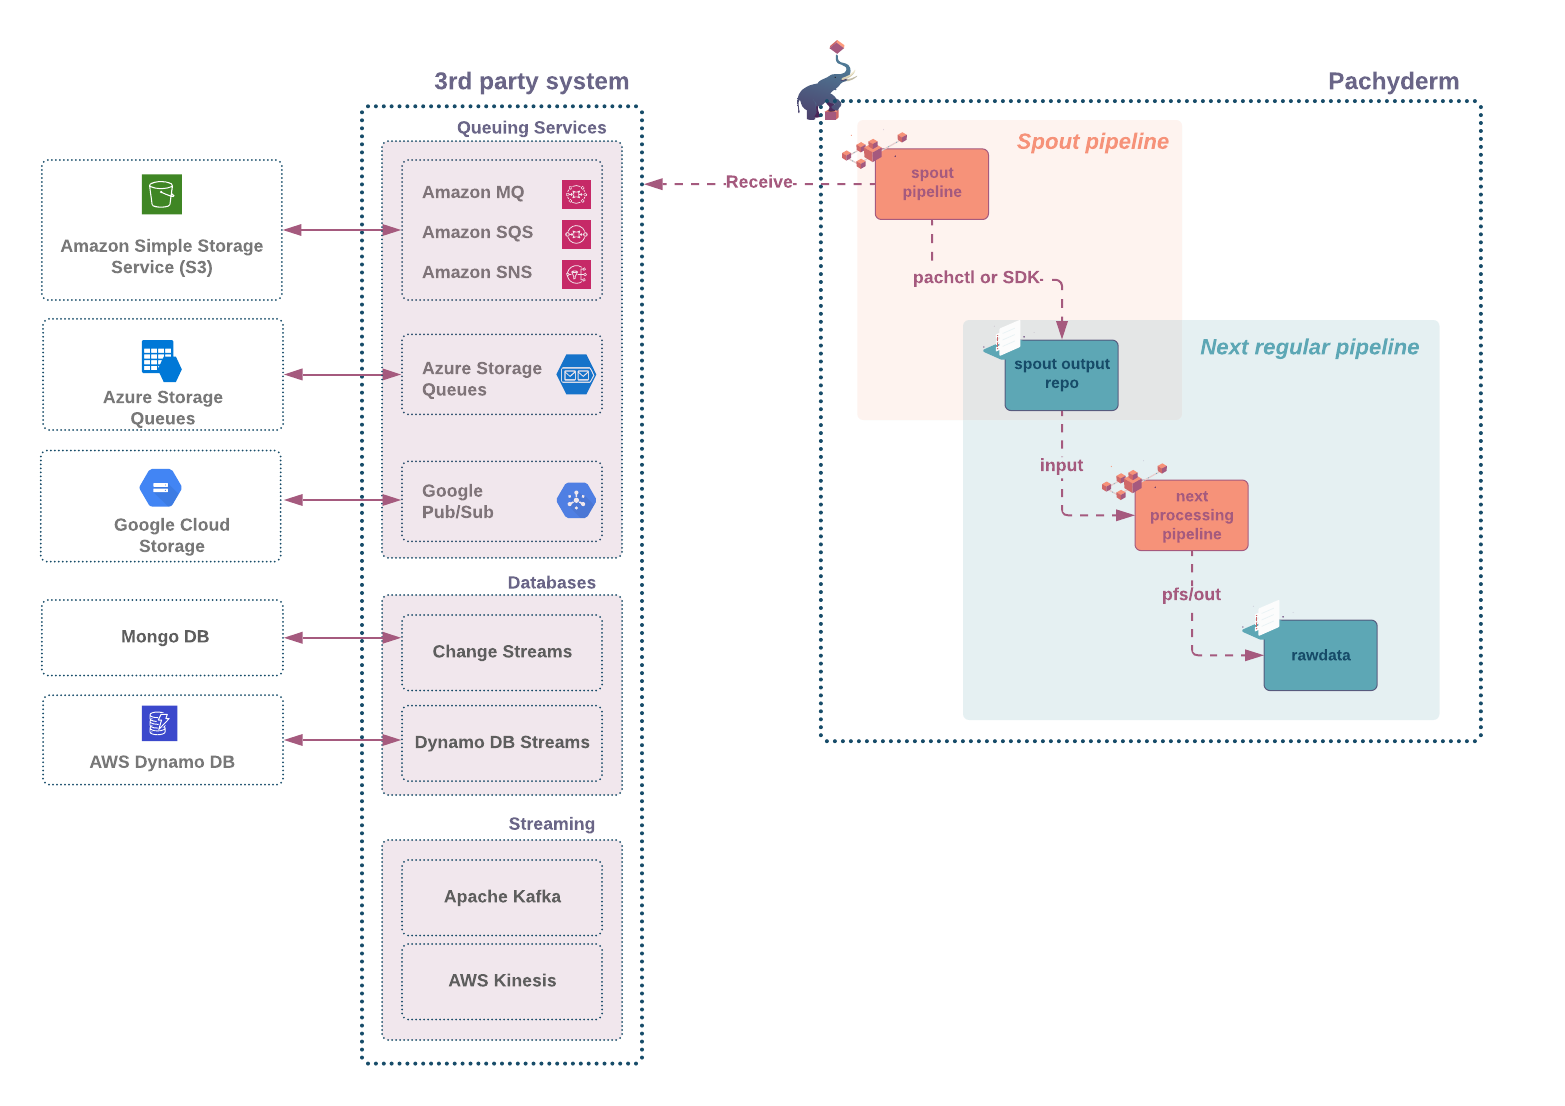 3rd party system
Pachyderm
Queuing Services
Amazon Simple Storage
Service (S3)
Amazon MQ
Amazon SQS
Amazon SNS
Azure Storage
Queues
Azure Storage
Queues
Google Cloud
Storage
Google
Pub/Sub
Databases
Mongo DB
Change Streams
AWS Dynamo DB
Dynamo DB Streams
Streaming
Apache Kafka
AWS Kinesis
Receive
Spout pipeline
spout
pipeline
pachctl or SDK
Next regular pipeline
spout output
repo
input
next
processing
pipeline
pfs/out
rawdata